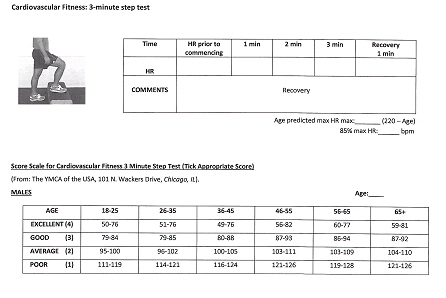 Cardiovascular Fitness: 3-minute step test
Time HR prior to commencing 1 min 2 min 3 min Recovery 1 min
HR
COMMENTS Recovery
Age predicted max HR max:______ (220 – Age)
85% max HR:_____ bpm
Score Scale for Cardiovascular Fitness 3 Minute Step Test (Tick Appropriate Score)
(From: The YMCA of the USA, 101 N. Wackers Drive, Chicago, IL).
MALES Age:____
AGE 18-25 26-35 36-45 46-55 56-65 65+
EXCELLENT (4) 50-76 51-76 49-76 56-82 60-77 59-81
GOOD (3) 79-84 79-85 80-88 87-93 86-94 87-92
AVERAGE (2) 95-100 96-102 100-105 103-111 103-109 104-110
POOR (1) 111-119 114-121 116-124 121-126 119-128 121-126